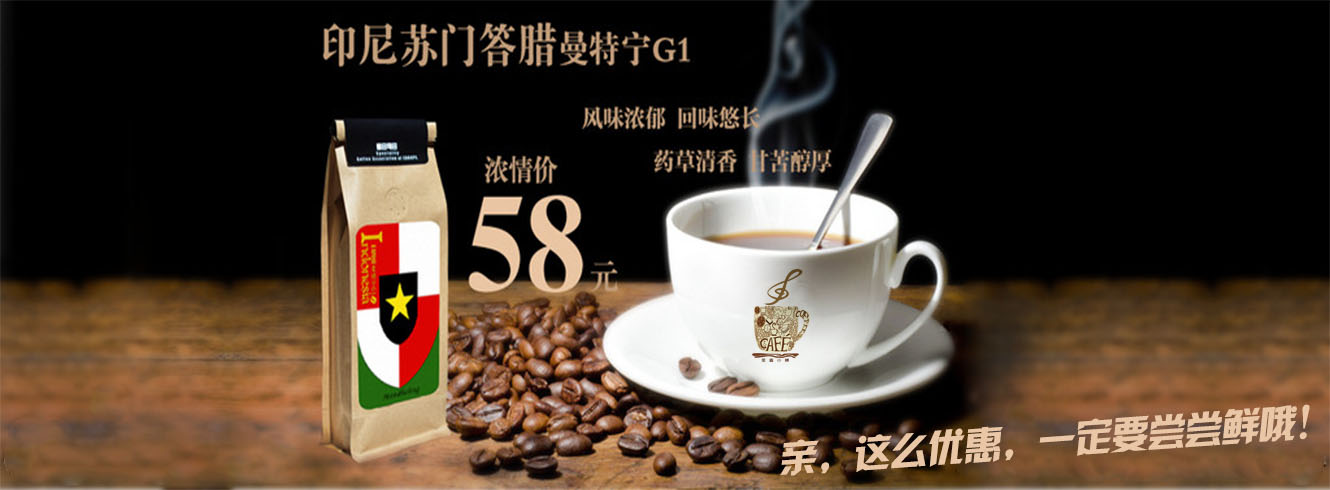 印尼苏门答腊曼特宁G1
风味浓郁 回味悠长
药草清香 甘苦醇厚
浓情价
58元
Indonesia
CAFE
亲，这么优惠，一定要尝尝鲜哦！